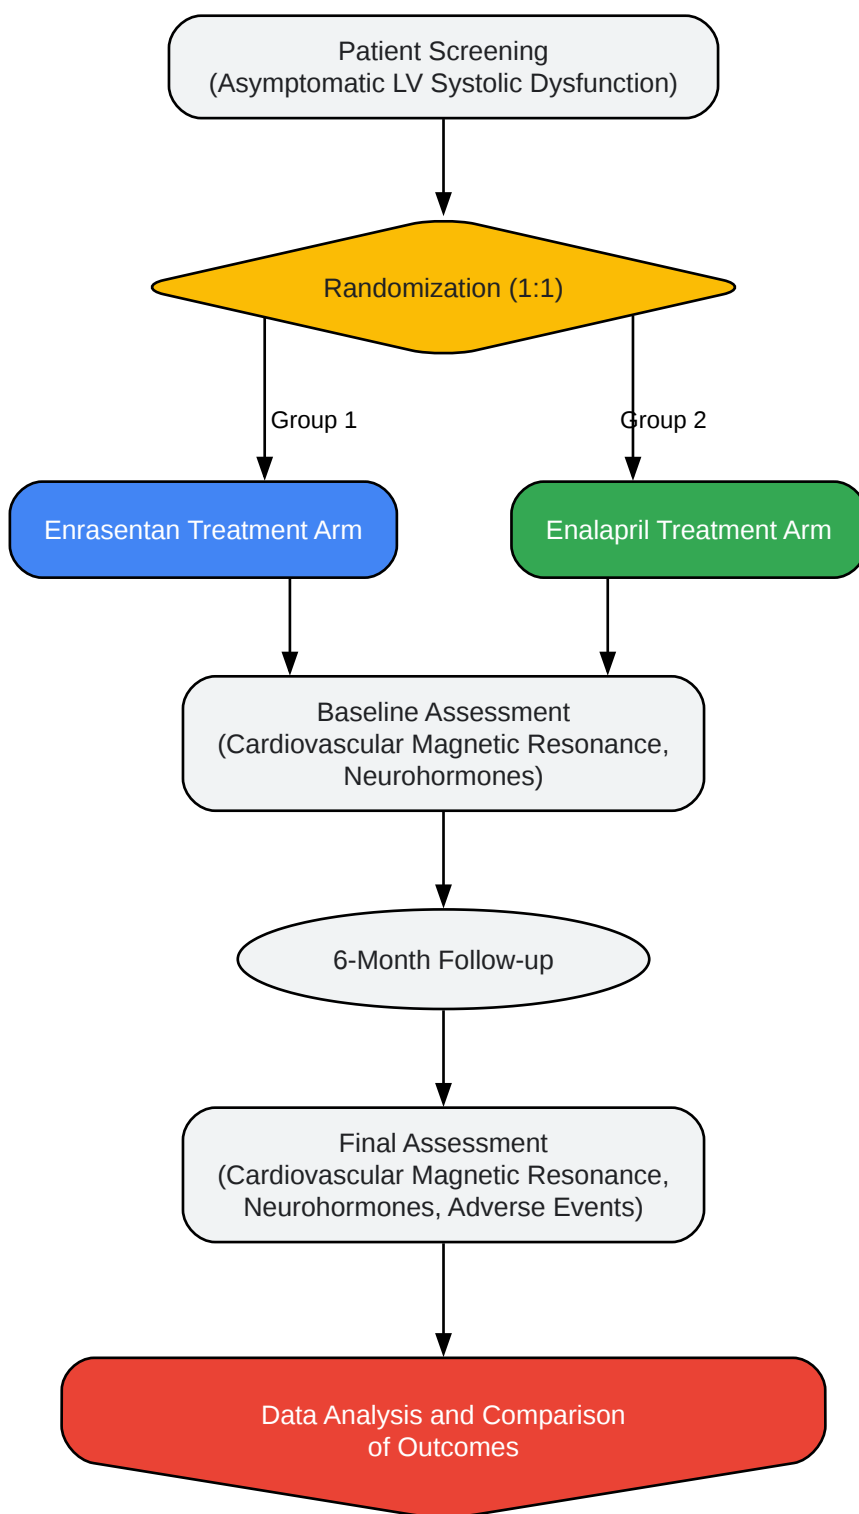 Patient Screening
(Asymptomatic LV Systolic Dysfunction)
Randomization (1:1)
Group 1
Group 2
Enrasentan Treatment Arm
Enalapril Treatment Arm
Baseline Assessment
(Cardiovascular Magnetic Resonance,
Neurohormones)
6-Month Follow-up
Final Assessment
(Cardiovascular Magnetic Resonance,
Neurohormones, Adverse Events)
Data Analysis and Comparison
of Outcomes